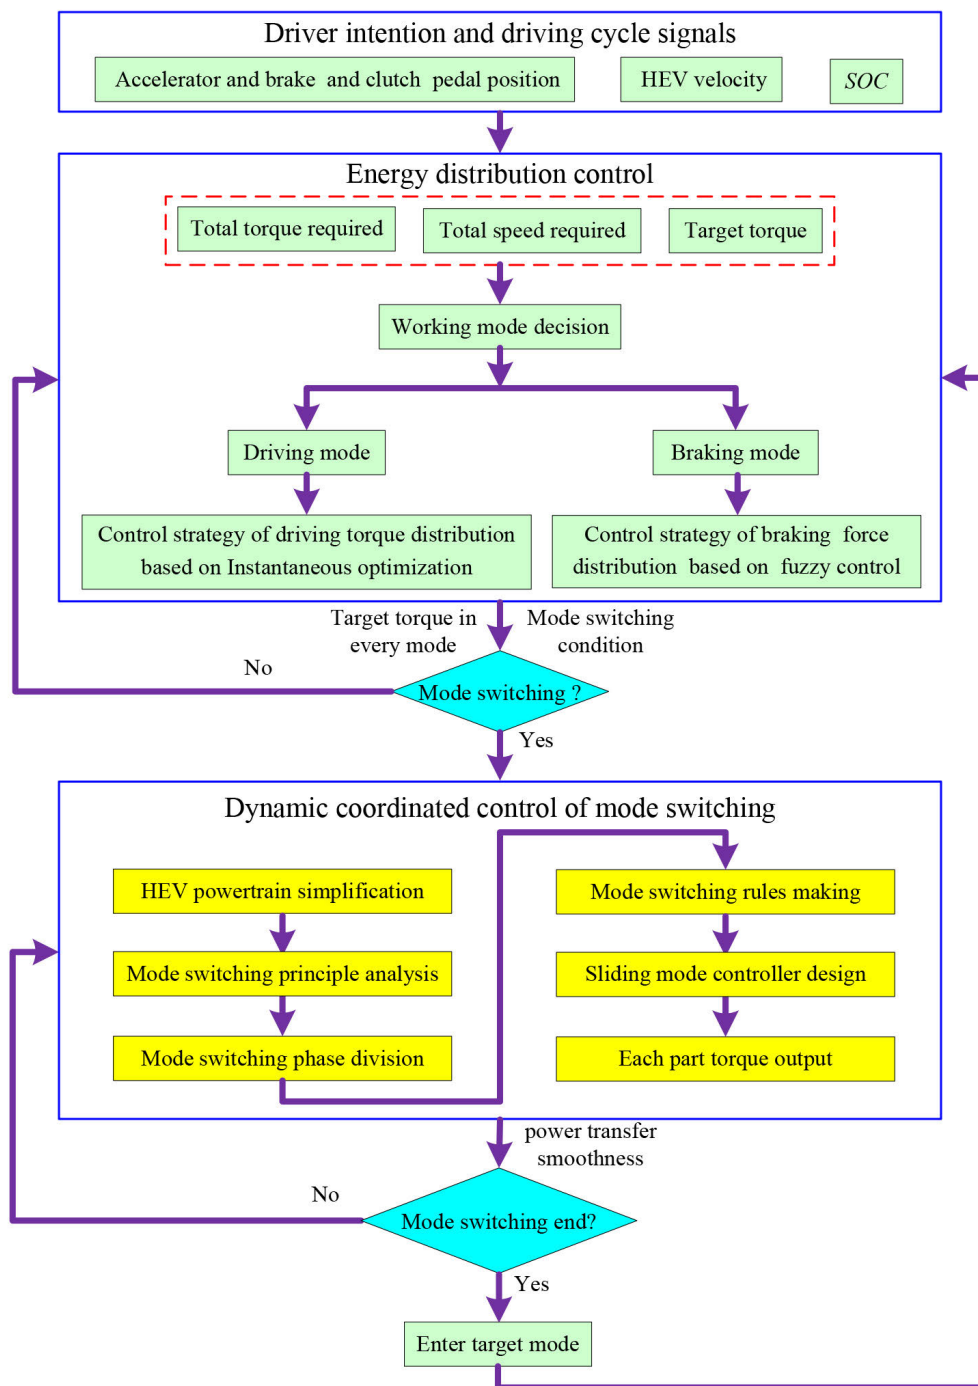 Driver intention and driving cycle signals
Accelerator and brake and clutch pedal position
HEV velocity
SOC
Energy distribution control
Total torque required
Total speed required
Target torque
Working mode decision
Driving mode
Braking mode
Control strategy of driving torque distribution
based on Instantaneous optimization
Control strategy of braking force
distribution based on fuzzy control
Target torque in
every mode
Mode switching
condition
No
Mode switching ?
Yes
Dynamic coordinated control of mode switching
HEV powertrain simplification
Mode switching principle analysis
Mode switching phase division
Mode switching rules making
Sliding mode controller design
Each part torque output
power transfer
smoothness
No
Mode switching end?
Yes
Enter target mode